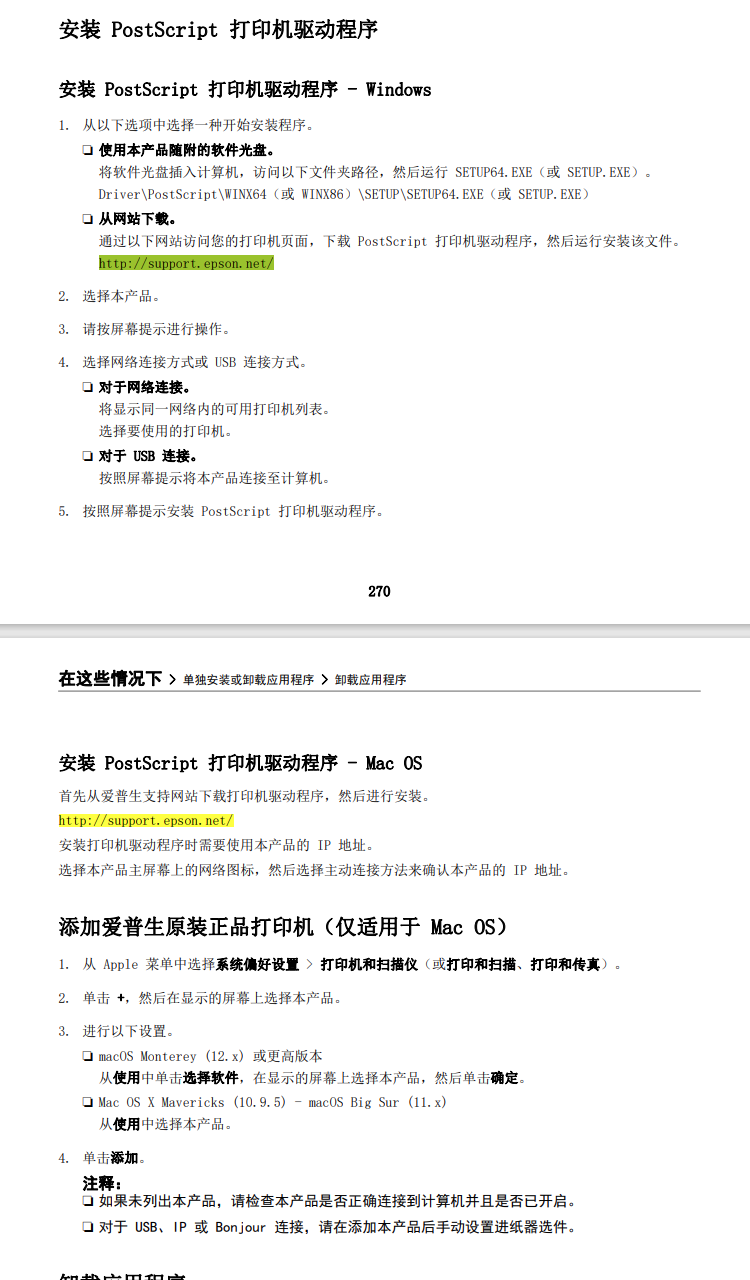 安装 PostScript 打印机驱动程序
安装 PostScript 打印机驱动程序 - Windows
1. 从以下选项中选择一种开始安装程序。
❏ 使用本产品随附的软件光盘。
将软件光盘插入计算机，访问以下文件夹路径，然后运行 SETUP64.EXE（或 SETUP.EXE）。
Driver\PostScript\WINX64（或 WINX86）\SETUP\SETUP64.EXE（或 SETUP.EXE）
❏ 从网站下载。
通过以下网站访问您的打印机页面，下载 PostScript 打印机驱动程序，然后运行安装该文件。
http://support.epson.net/
2. 选择本产品。
3. 请按屏幕提示进行操作。
4. 选择网络连接方式或 USB 连接方式。
❏ 对于网络连接。
将显示同一网络内的可用打印机列表。
选择要使用的打印机。
❏ 对于 USB 连接。
按照屏幕提示将本产品连接至计算机。
5. 按照屏幕提示安装 PostScript 打印机驱动程序。
270
在这些情况下 > 单独安装或卸载应用程序 > 卸载应用程序
安装 PostScript 打印机驱动程序 - Mac OS
首先从爱普生支持网站下载打印机驱动程序，然后进行安装。
http://support.epson.net/
安装打印机驱动程序时需要使用本产品的 IP 地址。
选择本产品主屏幕上的网络图标，然后选择主动连接方法来确认本产品的 IP 地址。
添加爱普生原装正品打印机（仅适用于 Mac OS）
1. 从 Apple 菜单中选择系统偏好设置 > 打印机和扫描仪（或打印和扫描、打印和传真）。
2. 单击 +，然后在显示的屏幕上选择本产品。
3. 进行以下设置。
❏ macOS Monterey (12.x) 或更高版本
从使用中单击选择软件，在显示的屏幕上选择本产品，然后单击确定。
❏ Mac OS X Mavericks (10.9.5) - macOS Big Sur (11.x)
从使用中选择本产品。
4. 单击添加。
注释：
❏ 如果未列出本产品，请检查本产品是否正确连接到计算机并且是否已开启。
❏ 对于 USB、IP 或 Bonjour 连接，请在添加本产品后手动设置进纸器选件。
卸载应用程序